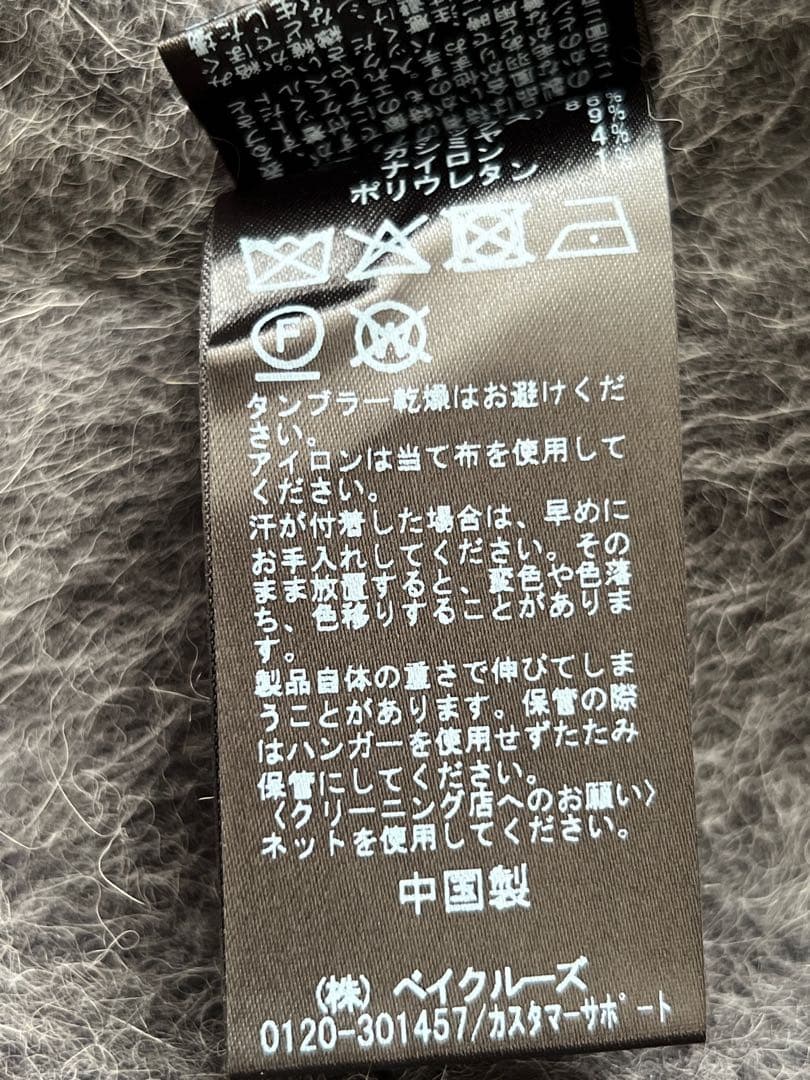 ナイロン 4%
ポリウレタン 1%
F
W
タンブラー乾燥はお避けくだ
さい。
アイロンは当て布を使用して
ください。
汗が付着した場合は、早めに
お手入れしてください。その
まま放置すると、変色や色落
ち、色移りすることがありま
す。
製品自体の重さで伸びてしま
うことがあります。保管の際
はハンガーを使用せずたたみ
保管にしてください。
〈クリーニング店へのお願い〉
ネットを使用してください。
中国製
(株) ベイクルーズ
0120-301457/カスタマーサポート